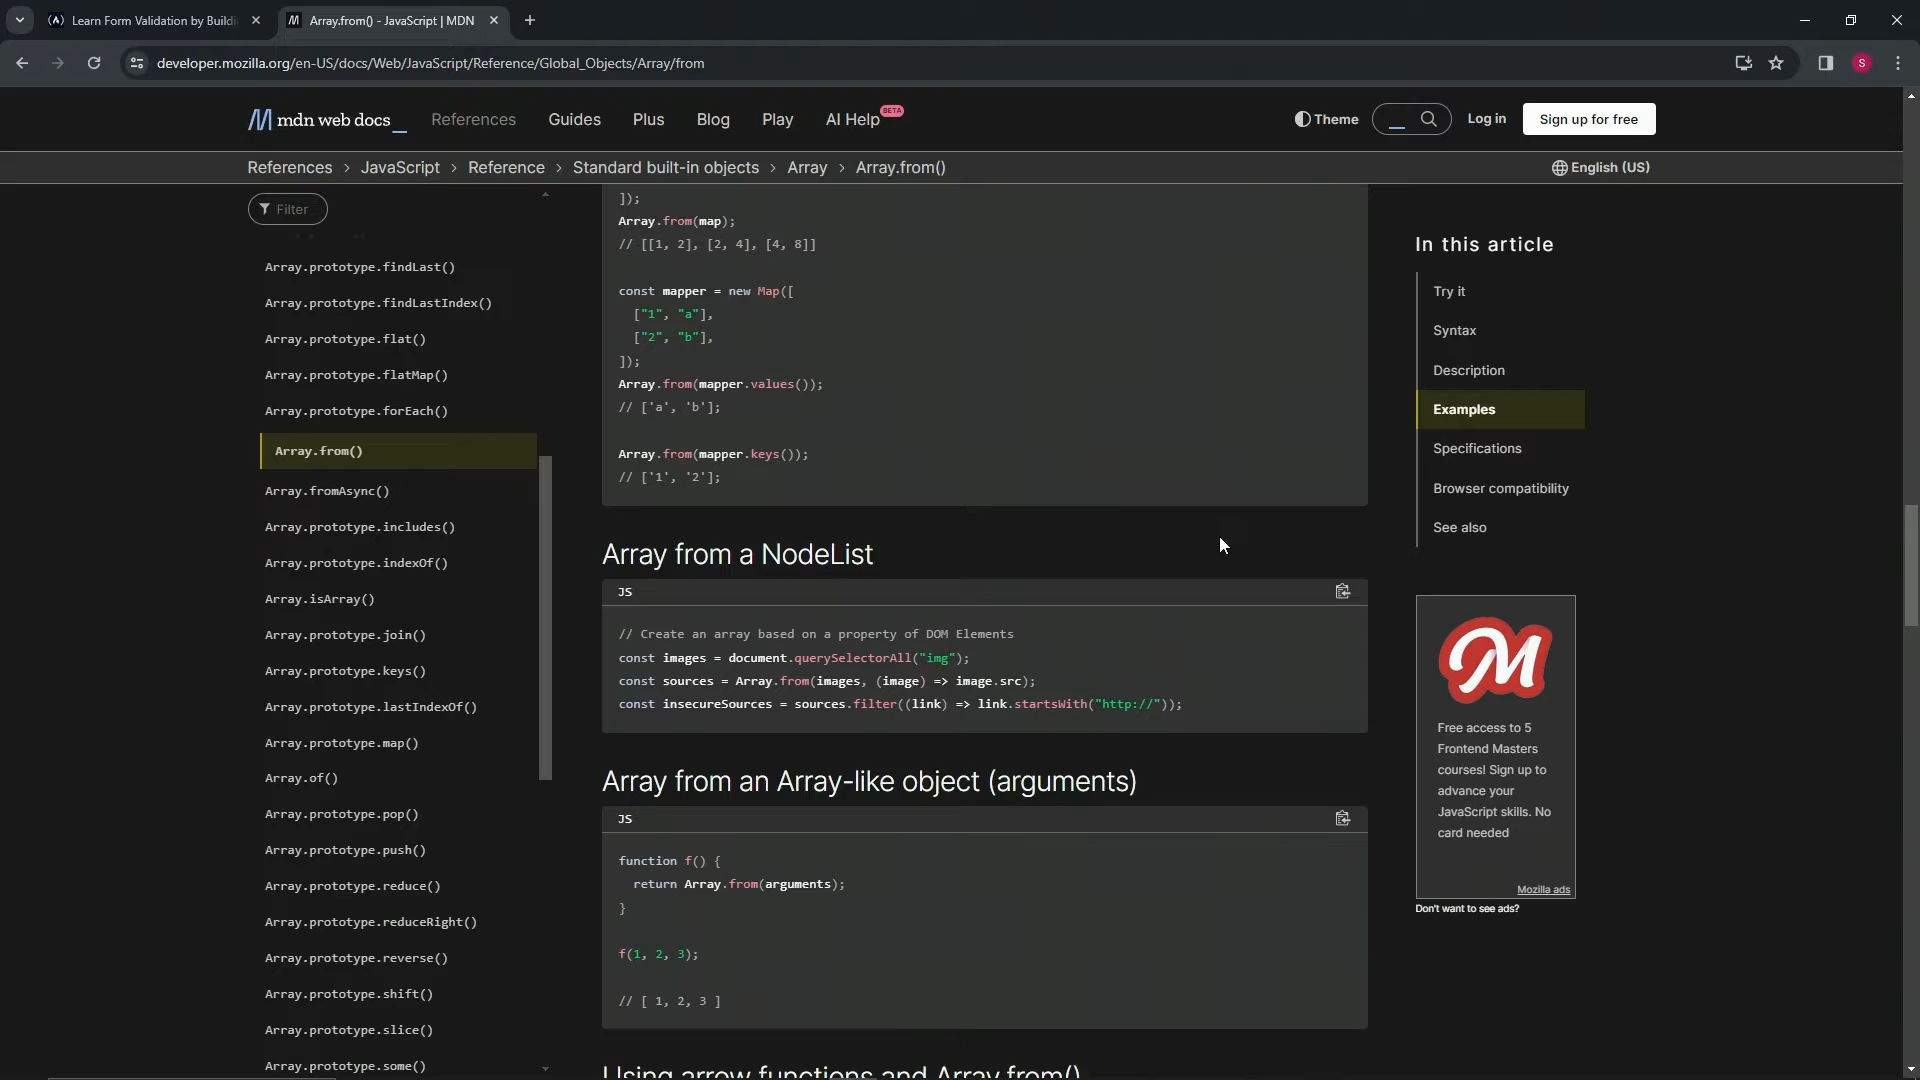 Learn Form Validation by Buildi
Array.from() - JavaScript | MDN
developer.mozilla.org/en-US/docs/Web/JavaScript/Reference/Global_Objects/Array/from
S
mdn web docs
References
Guides
Plus
Blog
Play
AI Help
BETA
Theme
Log in
Sign up for free
References > JavaScript > Reference > Standard built-in objects > Array > Array.from()
English (US)
Filter
Array.prototype.findLast()
Array.prototype.findLastIndex()
Array.prototype.flat()
Array.prototype.flatMap()
Array.prototype.forEach()
Array.from()
Array.fromAsync()
Array.prototype.includes()
Array.prototype.indexOf()
Array.isArray()
Array.prototype.join()
Array.prototype.keys()
Array.prototype.lastIndexOf()
Array.prototype.map()
Array.of()
Array.prototype.pop()
Array.prototype.push()
Array.prototype.reduce()
Array.prototype.reduceRight()
Array.prototype.reverse()
Array.prototype.shift()
Array.prototype.slice()
Array.prototype.some()
]);
Array.from(map);
// [[1, 2], [2, 4], [4, 8]]
const mapper = new Map([
["1", "a"],
["2", "b"],
]);
Array.from(mapper.values());
// ['a', 'b'];
Array.from(mapper.keys());
// ['1', '2'];
Array from a NodeList
JS
// Create an array based on a property of DOM Elements
const images = document.querySelectorAll("img");
const sources = Array.from(images, (image) => image.src);
const insecureSources = sources.filter((link) => link.startsWith("http://"));
Array from an Array-like object (arguments)
JS
function f() {
return Array.from(arguments);
}
f(1, 2, 3);
// [ 1, 2, 3 ]
Using arrow functions and Array.from()
In this article
Try it
Syntax
Description
Examples
Specifications
Browser compatibility
See also
M
Free access to 5
Frontend Masters
courses! Sign up to
advance your
JavaScript skills. No
card needed
Mozilla ads
Don't want to see ads?